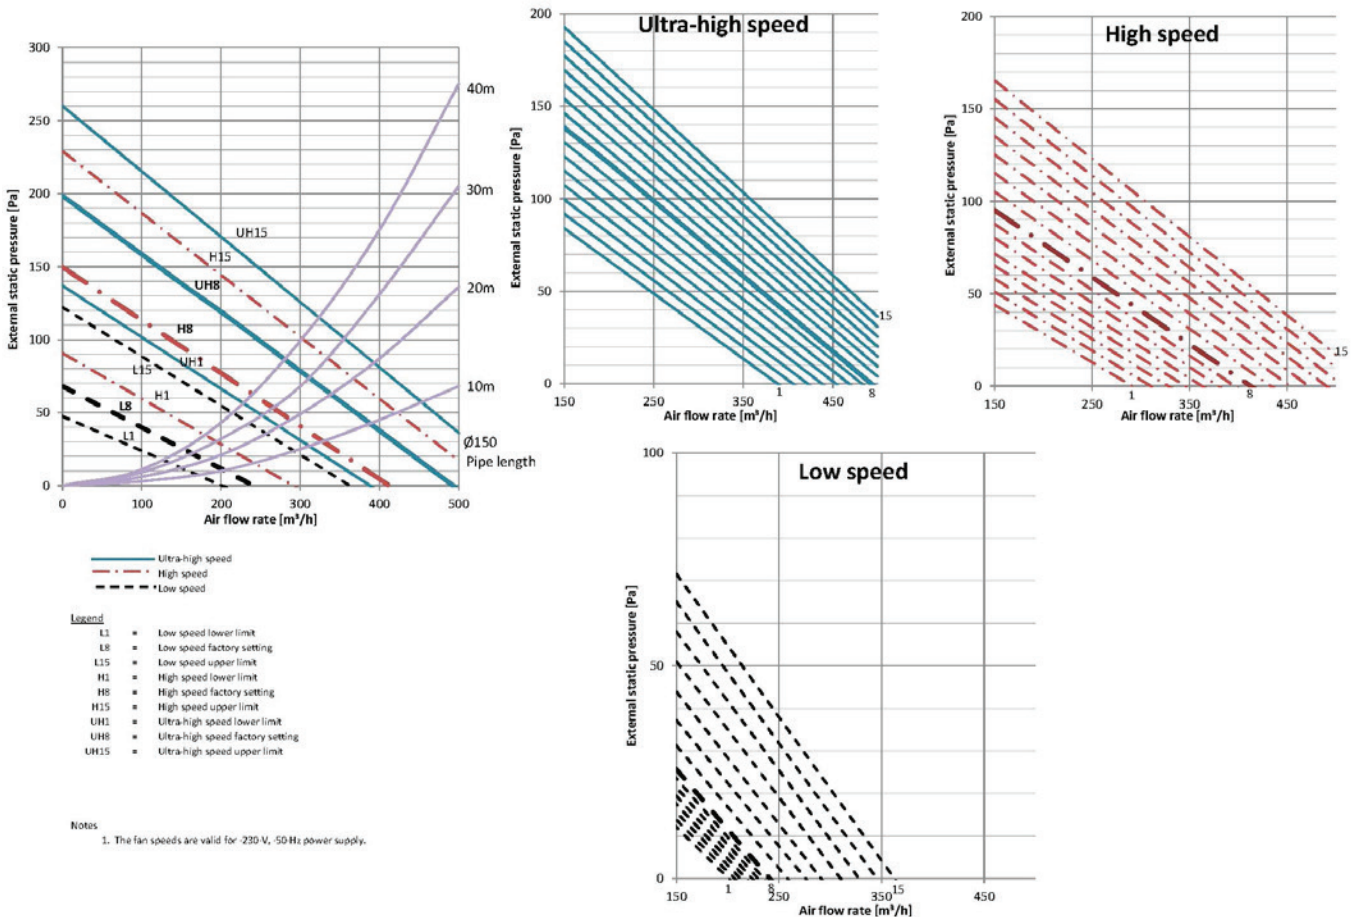 300
250
200
150
100
50
0
External static pressure [Pa]
0
100
200
300
400
500
Air flow rate [m³/h]
40m
30m
20m
10m
Ø150
Pipe length
UH15
H15
UH8
H8
UH1
L15
H1
L8
L1
Ultra-high speed
200
150
100
50
0
External static pressure [Pa]
15
150
250
350
1
450
8
Air flow rate [m³/h]
High speed
200
150
100
50
0
External static pressure [Pa]
15
150
250
1
350
8
450
Air flow rate [m³/h]
Low speed
100
50
0
External static pressure [Pa]
150
1
8
250
350
15
450
Air flow rate [m³/h]
Ultra-high speed
High speed
Low speed
Legend
L1 = Low speed lower limit
L8 = Low speed factory setting
L15 = Low speed upper limit
H1 = High speed lower limit
H8 = High speed factory setting
H15 = High speed upper limit
UH1 = Ultra-high speed lower limit
UH8 = Ultra-high speed factory setting
UH15 = Ultra-high speed upper limit
Notes
1. The fan speeds are valid for -230-V, -50-Hz power supply.